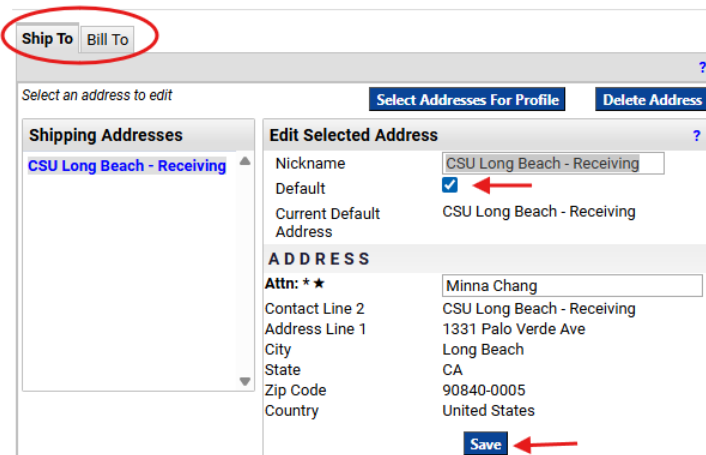 Ship To Bill To
?
Select an address to edit Select Addresses For Profile Delete Address
Shipping Addresses
CSU Long Beach - Receiving
Edit Selected Address ?
Nickname CSU Long Beach - Receiving
Default
Current Default Address CSU Long Beach - Receiving
ADDRESS
Attn: * ★ Minna Chang
Contact Line 2 CSU Long Beach - Receiving
Address Line 1 1331 Palo Verde Ave
City Long Beach
State CA
Zip Code 90840-0005
Country United States
Save